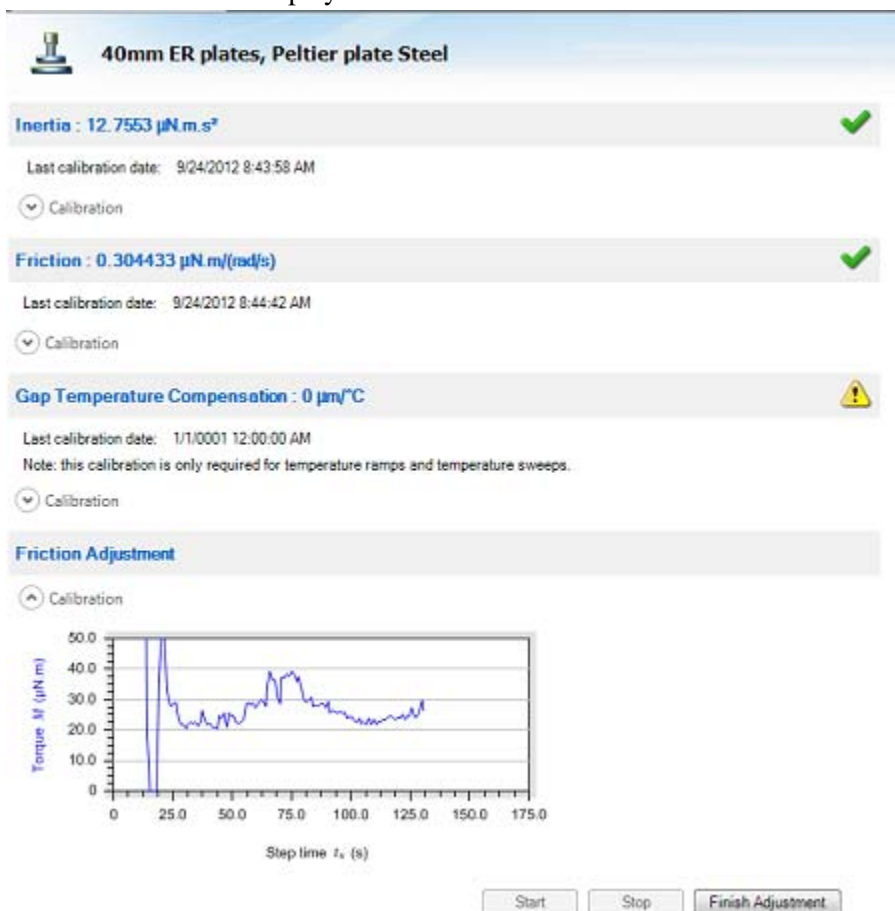 40mm ER plates, Peltier plate Steel
Inertia : 12.7553 µN.m.s²
Last calibration date: 9/24/2012 8:43:58 AM
Calibration
Friction : 0.304433 µN.m/(rad/s)
Last calibration date: 9/24/2012 8:44:42 AM
Calibration
Gap Temperature Compensation : 0 µm/°C
Last calibration date: 1/1/0001 12:00:00 AM
Note: this calibration is only required for temperature ramps and temperature sweeps.
Calibration
Friction Adjustment
Calibration
Torque M (µN.m)
50.0
40.0
30.0
20.0
10.0
0
0 25.0 50.0 75.0 100.0 125.0 150.0 175.0
Step time tₛ (s)
Start Stop Finish Adjustment